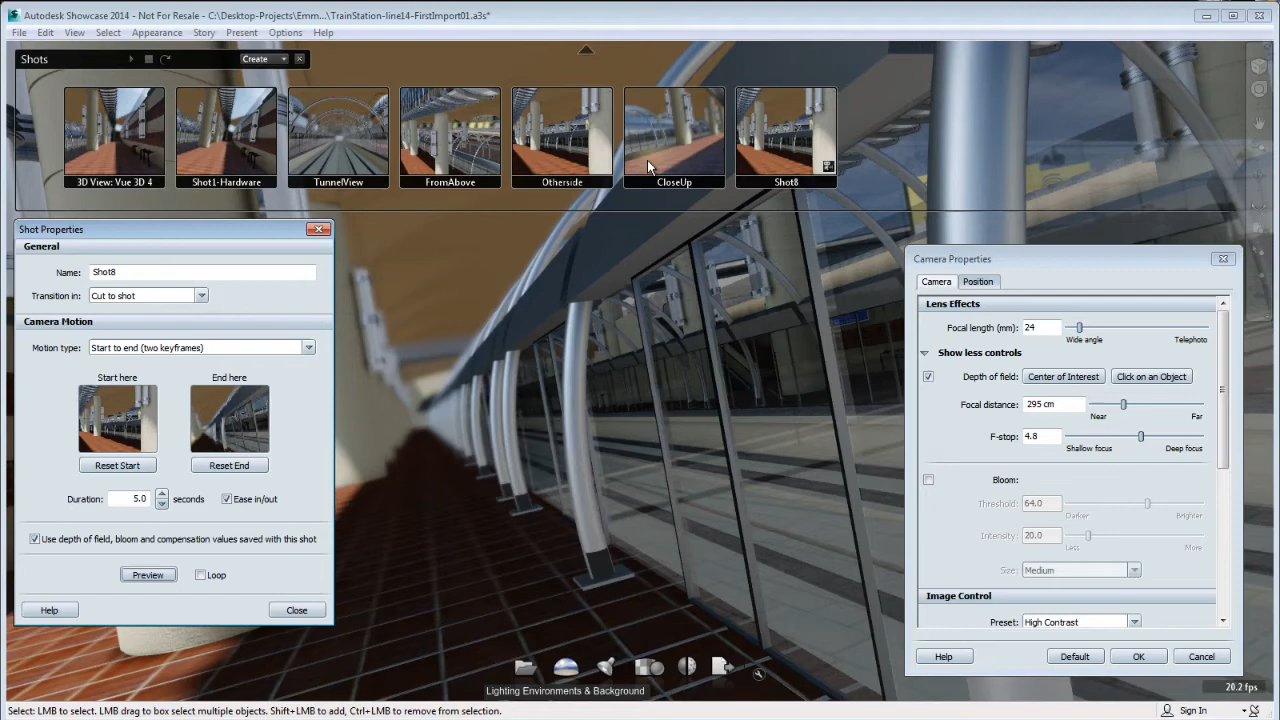 Autodesk Showcase 2014 - Not For Resale - C:\Desktop-Projects\Emm...\TrainStation-line14-FirstImport01.a3s*
File Edit View Select Appearance Story Present Options Help
Shots Create
3D View: Vue 3D 4 Shot1-Hardware TunnelView FromAbove Otherside CloseUp Shot8
Shot Properties
General
Name: Shot8
Transition in: Cut to shot
Camera Motion
Motion type: Start to end (two keyframes)
Start here End here
Reset Start Reset End
Duration: 5.0 seconds Ease in/out
Use depth of field, bloom and compensation values saved with this shot
Preview Loop
Help Close
Camera Properties
Camera Position
Lens Effects
Focal length (mm): 24
Wide angle Telephoto
Show less controls
Depth of field: Center of Interest Click on an Object
Focal distance: 295 cm
Near Far
F-stop: 4.8
Shallow focus Deep focus
Bloom:
Threshold: 64.0
Darker Brighter
Intensity: 20.0
Less More
Size: Medium
Image Control
Preset: High Contrast
Help Default OK Cancel
Lighting Environments & Background
20.2 fps
Select: LMB to select. LMB drag to box select multiple objects. Shift+LMB to add, Ctrl+LMB to remove from selection.
Sign In